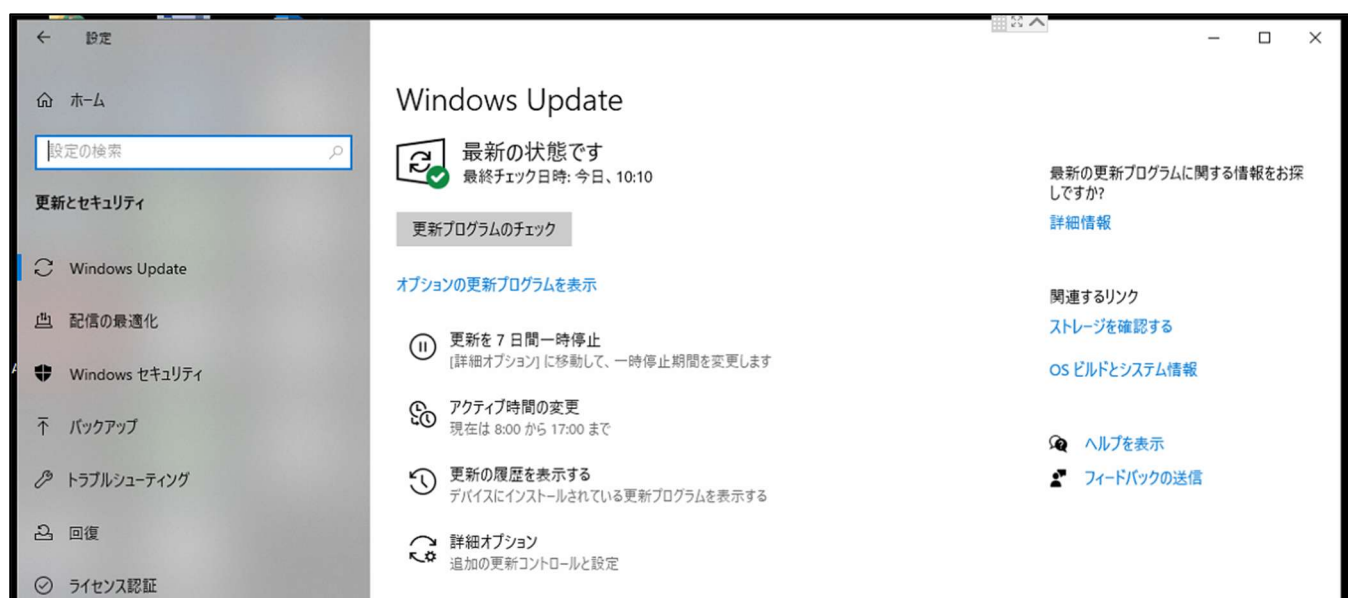 設定
ホーム
設定の検索
更新とセキュリティ
Windows Update
配信の最適化
Windows セキュリティ
バックアップ
トラブルシューティング
回復
ライセンス認証
Windows Update
最新の状態です
最終チェック日時: 今日、10:10
更新プログラムのチェック
オプションの更新プログラムを表示
更新を 7 日間一時停止
[詳細オプション] に移動して、一時停止期間を変更します
アクティブ時間の変更
現在は 8:00 から 17:00 まで
更新の履歴を表示する
デバイスにインストールされている更新プログラムを表示する
詳細オプション
追加の更新コントロールと設定
最新の更新プログラムに関する情報をお探
しですか?
詳細情報
関連するリンク
ストレージを確認する
OS ビルドとシステム情報
ヘルプを表示
フィードバックの送信